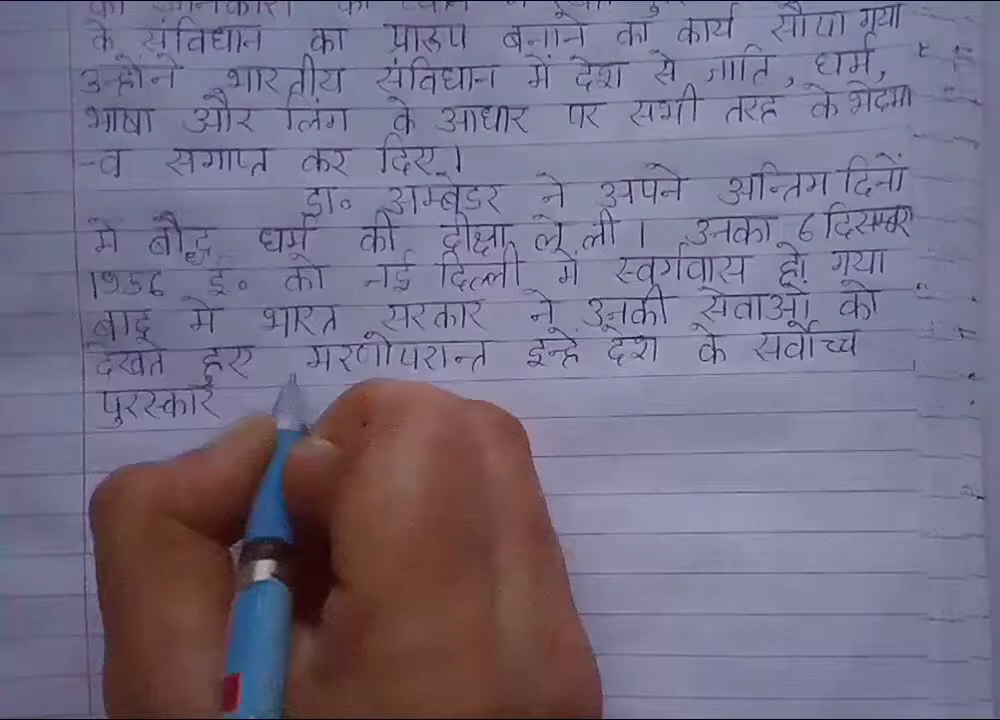 के संविधान का प्रारूप बनाने का कार्य सौपा गया
उन्होंने भारतीय संविधान में देश से जाति, धर्म,
भाषा और लिंग के आधार पर सभी तरह के भेदभा
-व समाप्त कर दिए।
डा० अम्बेडर ने अपने अन्तिम दिनों
में बौद्ध धर्म की दीक्षा ले ली। उनका 6 दिसम्बर
1956 ई० को नई दिल्ली में स्वर्गवास हो गया
बाद में भारत सरकार ने उनकी सेवाओं को
देखते हुए मरणोपरान्त इन्हें देश के सर्वोच्च
पुरस्कार